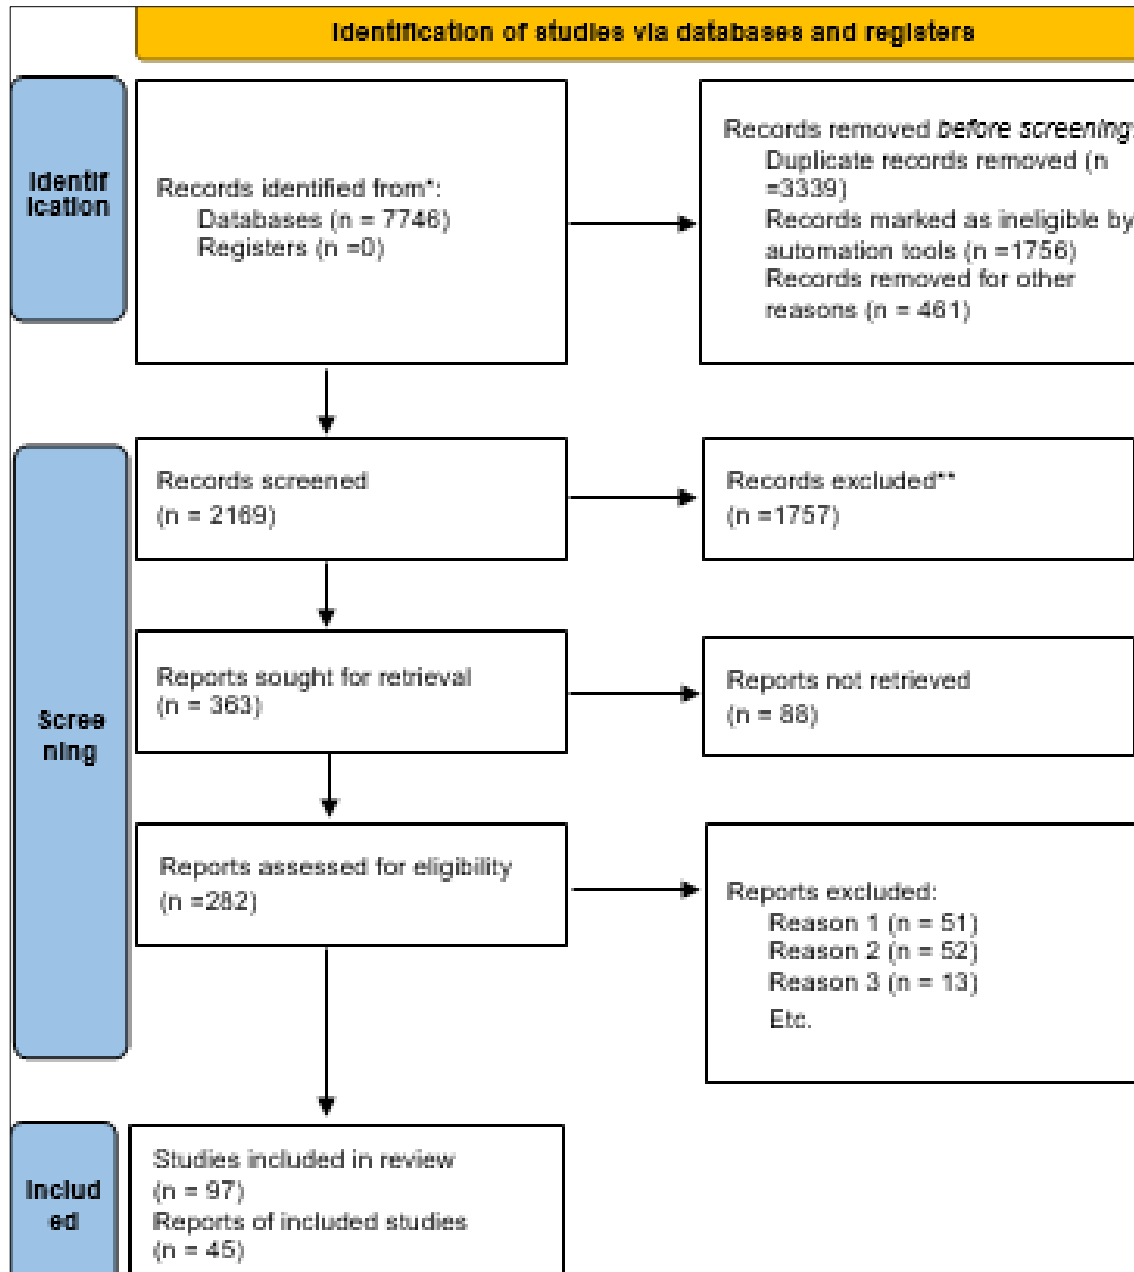 Identification of studies via databases and registers
Identif
ication
Records identified from*:
Databases (n = 7746)
Registers (n =0)
Records removed before screening
Duplicate records removed (n
=3339)
Records marked as ineligible by
automation tools (n =1756)
Records removed for other
reasons (n = 461)
Scree
ning
Records screened
(n = 2169)
Records excluded**
(n =1757)
Reports sought for retrieval
(n = 363)
Reports not retrieved
(n = 88)
Reports assessed for eligibility
(n =282)
Reports excluded:
Reason 1 (n = 51)
Reason 2 (n = 52)
Reason 3 (n = 13)
Etc.
Includ
ed
Studies included in review
(n = 97)
Reports of included studies
(n = 45)